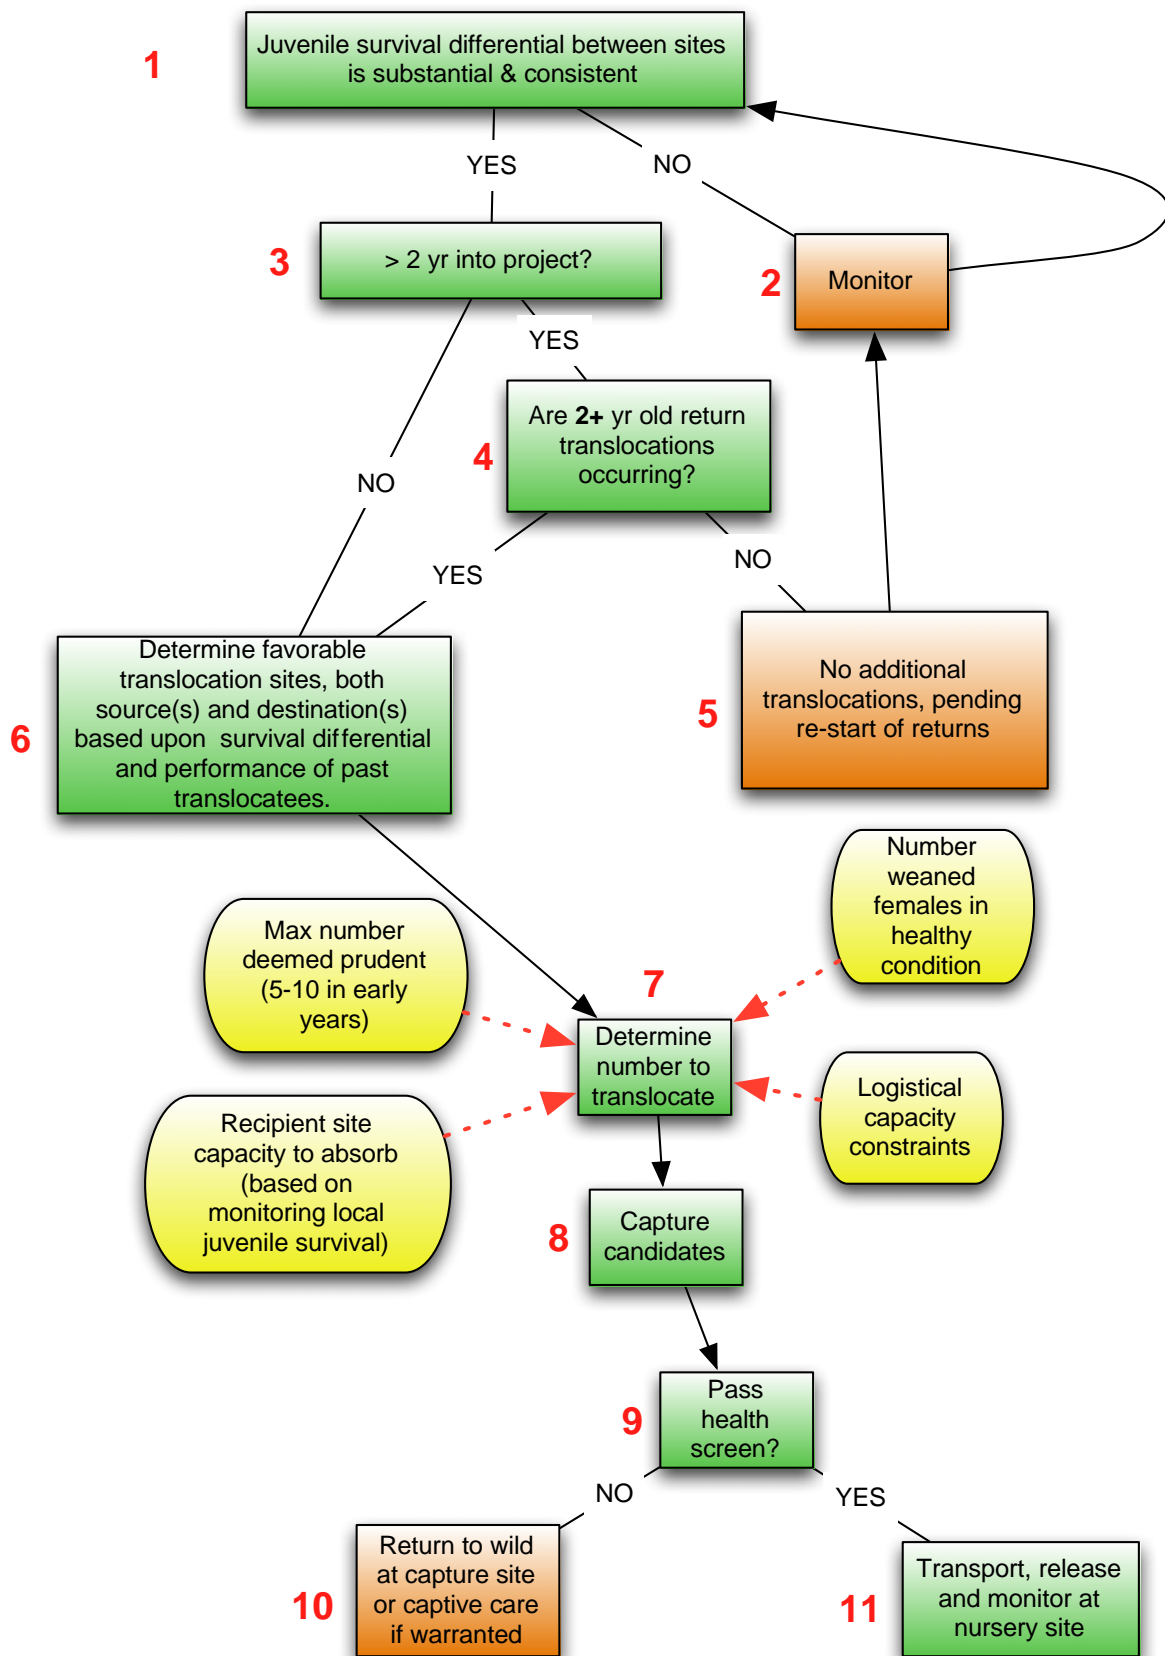 1
Juvenile survival differential between sites
is substantial & consistent
YES
NO
3
> 2 yr into project?
2
Monitor
YES
4
Are 2+ yr old return
translocations
occurring?
NO
YES
NO
6
Determine favorable
translocation sites, both
source(s) and destination(s)
based upon survival differential
and performance of past
translocatees.
5
No additional
translocations, pending
re-start of returns
Max number
deemed prudent
(5-10 in early
years)
Number
weaned
females in
healthy
condition
7
Determine
number to
translocate
Recipient site
capacity to absorb
(based on
monitoring local
juvenile survival)
Logistical
capacity
constraints
8
Capture
candidates
9
Pass
health
screen?
NO
YES
10
Return to wild
at capture site
or captive care
if warranted
11
Transport, release
and monitor at
nursery site